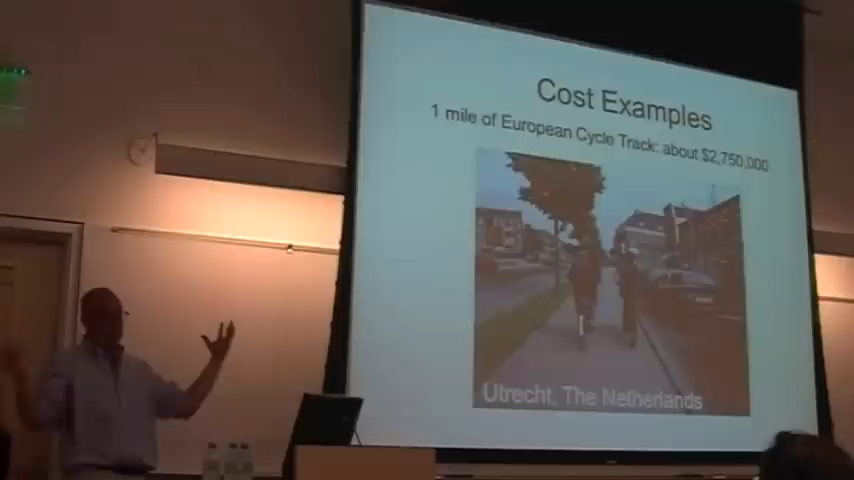 Cost Examples
1 mile of European Cycle Track: about $2,750,000
Utrecht, The Netherlands